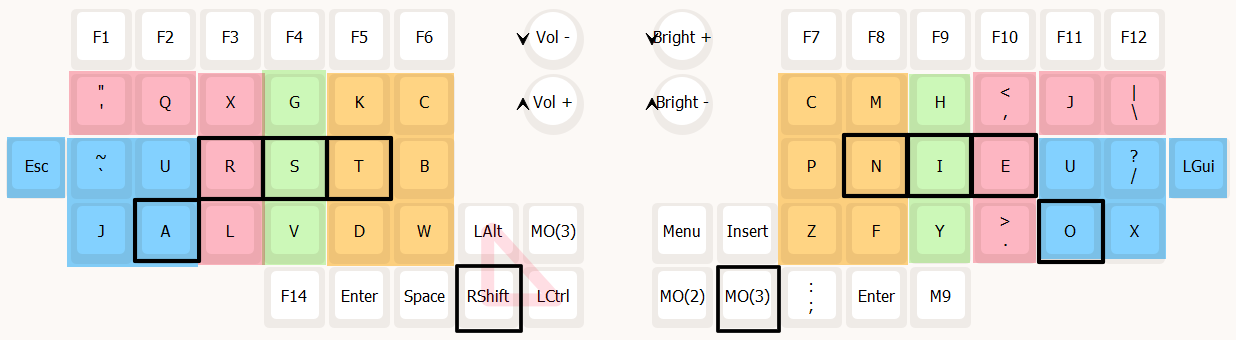 F1 F2 F3 F4 F5 F6 Vol - Bright + F7 F8 F9 F10 F11 F12
" <  |
' Q X G K C Vol + Bright - C M H , J \
~ ?
Esc ` U R S T B P N I E U / LGui
J A L V D W LAlt MO(3) Menu Insert Z F Y > . O X
F14 Enter Space RShift LCtrl MO(2) MO(3) : ; Enter M9